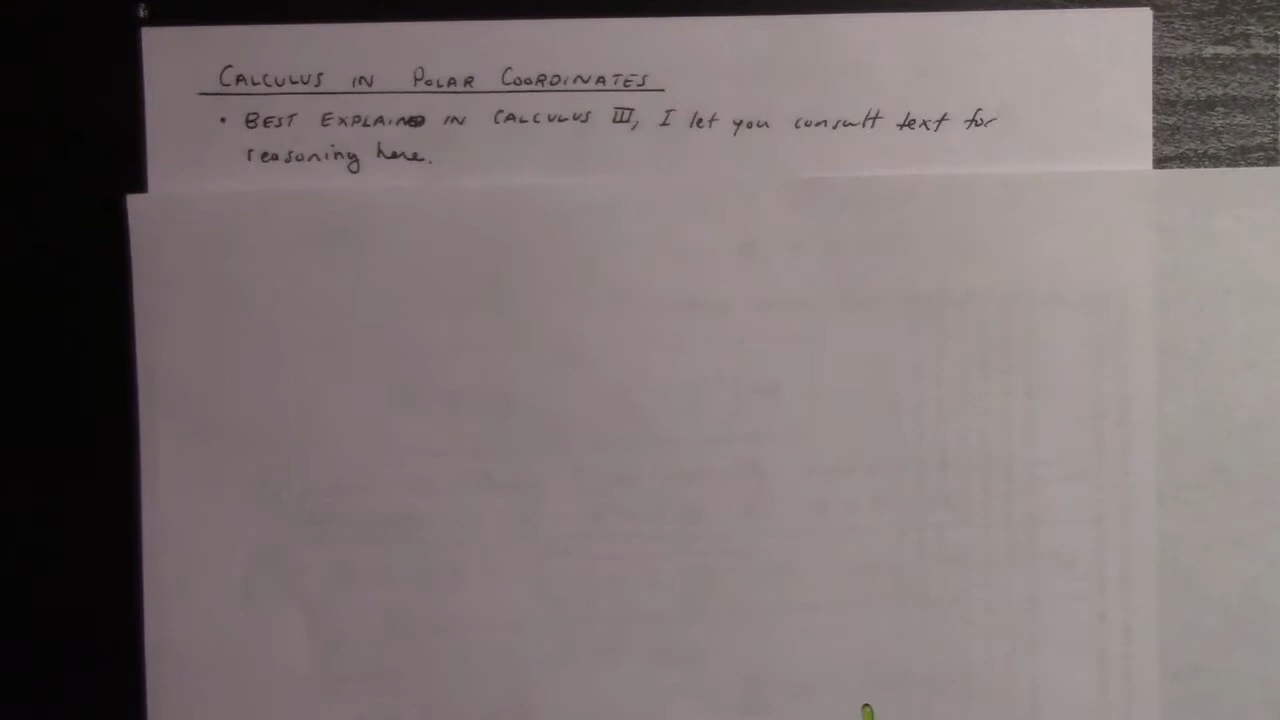 CALCULUS IN POLAR COORDINATES
• BEST EXPLAINED IN CALCULUS III, I let you consult text for
reasoning here.